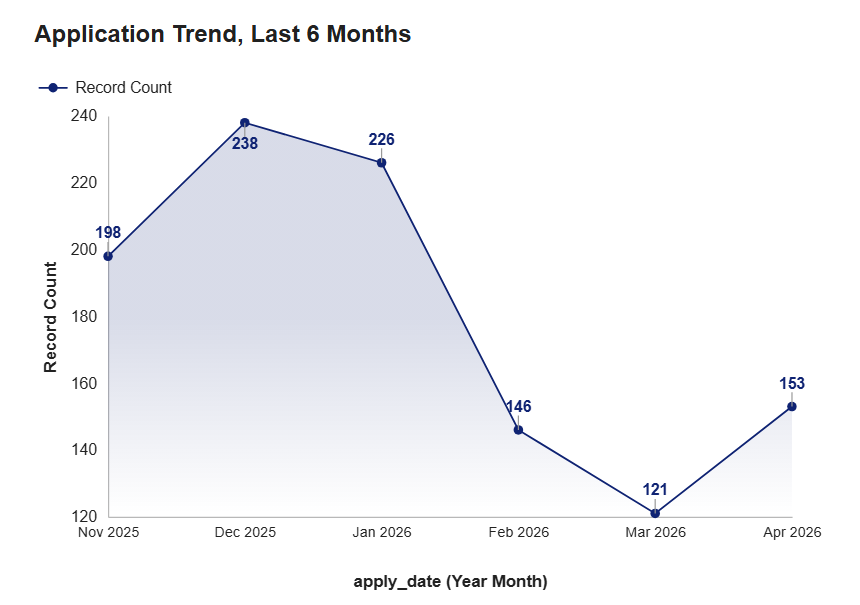 Application Trend, Last 6 Months
Record Count
240
220
200
180
160
140
120
Record Count
198
238
226
146
121
153
Nov 2025
Dec 2025
Jan 2026
Feb 2026
Mar 2026
Apr 2026
apply_date (Year Month)